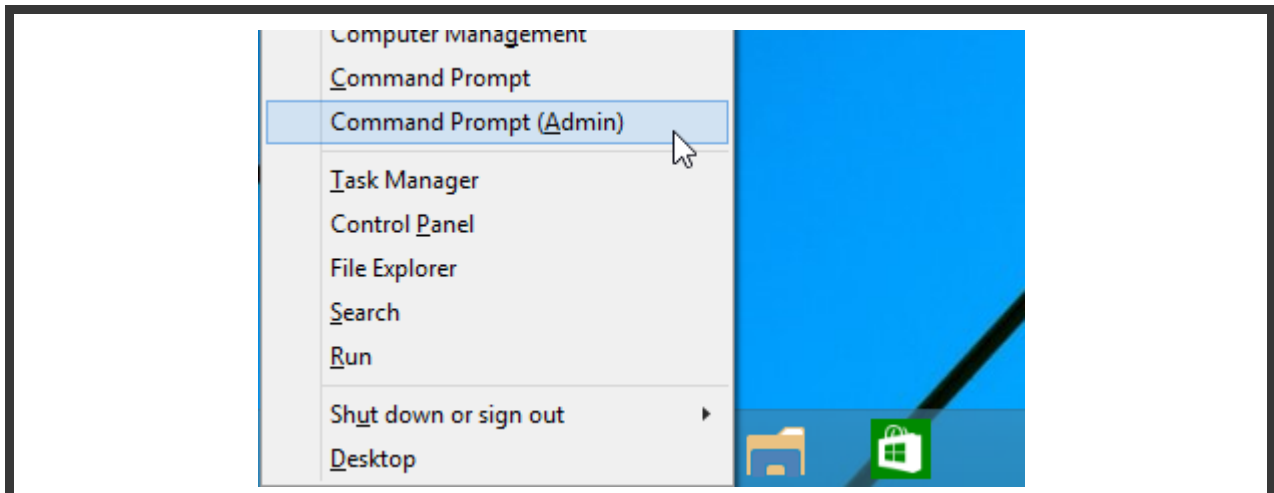 Computer Management
Command Prompt
Command Prompt (Admin)
Task Manager
Control Panel
File Explorer
Search
Run
Shut down or sign out
Desktop